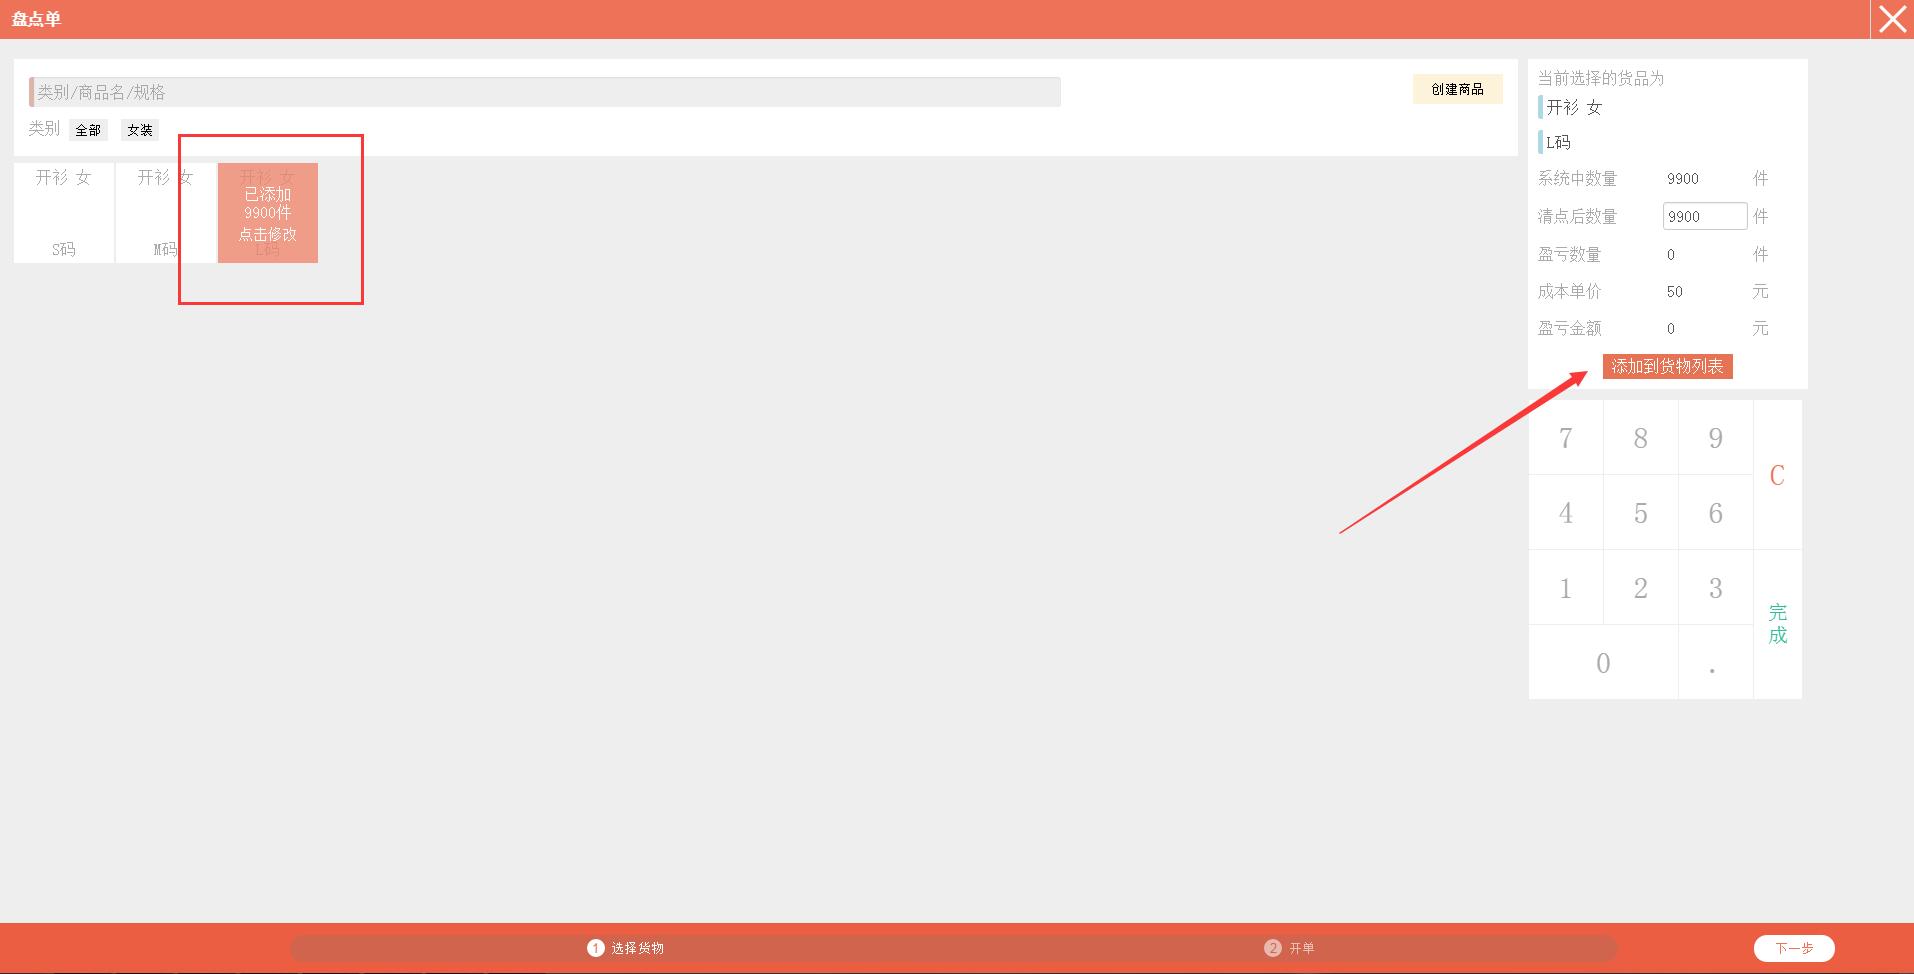 盘点单
类别/商品名/规格
创建商品
类别 全部 女装
开衫 女
S码
开衫 女
M码
开衫 女
已添加
9900件
点击修改
L码
当前选择的货品为
开衫 女
L码
系统中数量 9900 件
清点后数量 9900 件
盈亏数量 0 件
成本单价 50 元
盈亏金额 0 元
添加到货物列表
7 8 9
C
4 5 6
1 2 3
完成
0 .
1 选择货物
2 开单
下一步